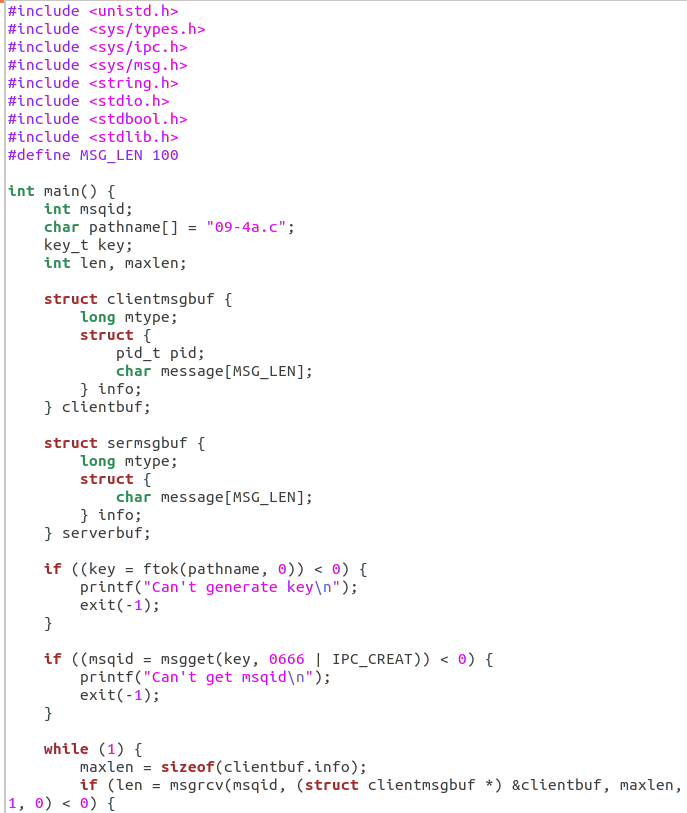 #include <unistd.h>
#include <sys/types.h>
#include <sys/ipc.h>
#include <sys/msg.h>
#include <string.h>
#include <stdio.h>
#include <stdbool.h>
#include <stdlib.h>
#define MSG_LEN 100

int main() {
    int msqid;
    char pathname[] = "09-4a.c";
    key_t key;
    int len, maxlen;

    struct clientmsgbuf {
        long mtype;
        struct {
            pid_t pid;
            char message[MSG_LEN];
        } info;
    } clientbuf;

    struct sermsgbuf {
        long mtype;
        struct {
            char message[MSG_LEN];
        } info;
    } serverbuf;

    if ((key = ftok(pathname, 0)) < 0) {
        printf("Can't generate key\n");
        exit(-1);
    }

    if ((msqid = msgget(key, 0666 | IPC_CREAT)) < 0) {
        printf("Can't get msqid\n");
        exit(-1);
    }

    while (1) {
        maxlen = sizeof(clientbuf.info);
        if (len = msgrcv(msqid, (struct clientmsgbuf *) &clientbuf, maxlen,
1, 0) < 0) {